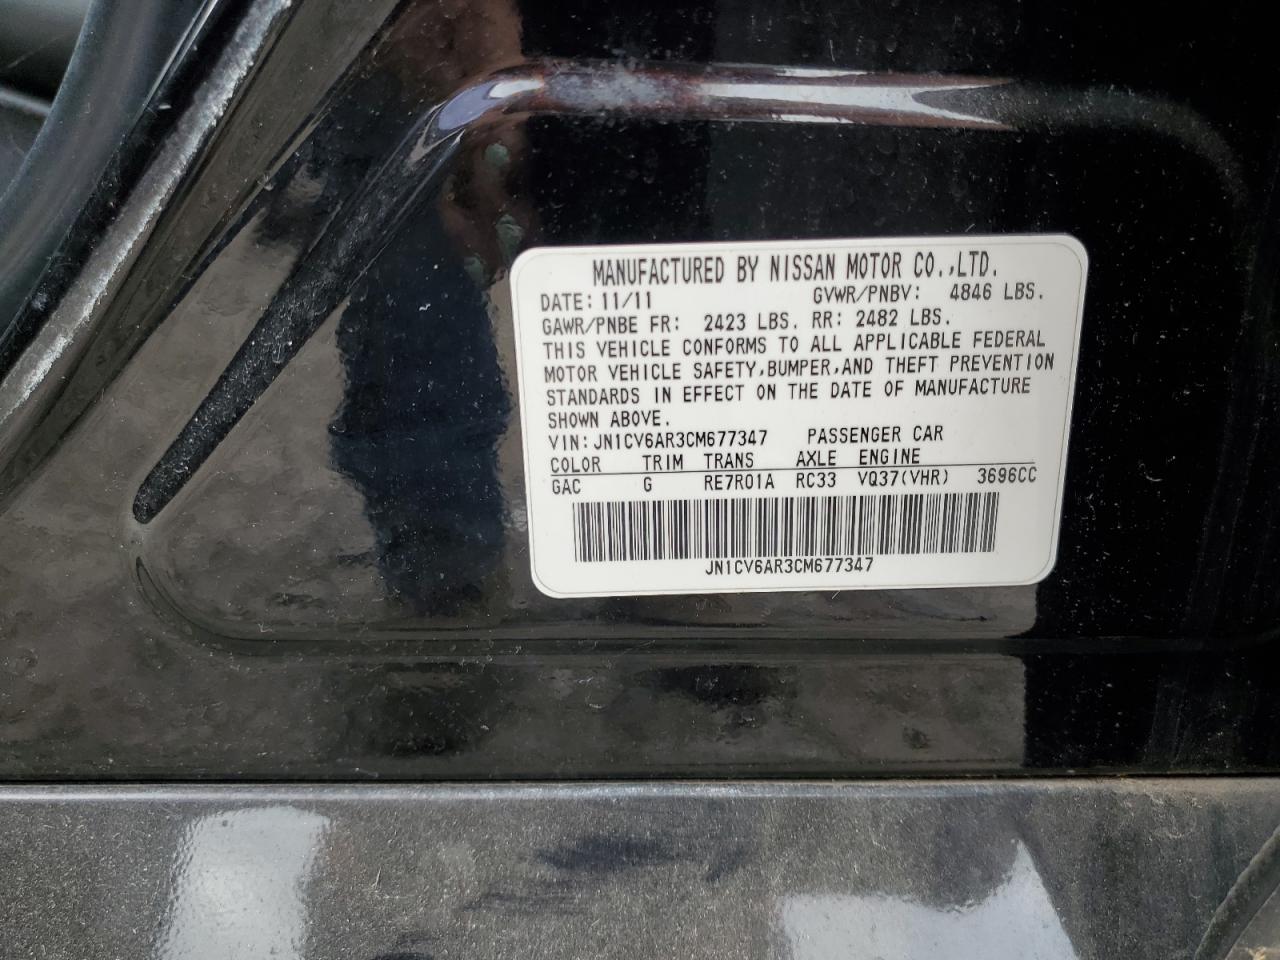 MANUFACTURED BY NISSAN MOTOR CO.,LTD.
DATE: 11/11 GVWR/PNBV: 4846 LBS.
GAWR/PNBE FR: 2423 LBS. RR: 2482 LBS.
THIS VEHICLE CONFORMS TO ALL APPLICABLE FEDERAL
MOTOR VEHICLE SAFETY,BUMPER,AND THEFT PREVENTION
STANDARDS IN EFFECT ON THE DATE OF MANUFACTURE
SHOWN ABOVE.
VIN: JN1CV6AR3CM677347 PASSENGER CAR
COLOR TRIM TRANS AXLE ENGINE
GAC G RE7R01A RC33 VQ37(VHR) 3696CC
JN1CV6AR3CM677347